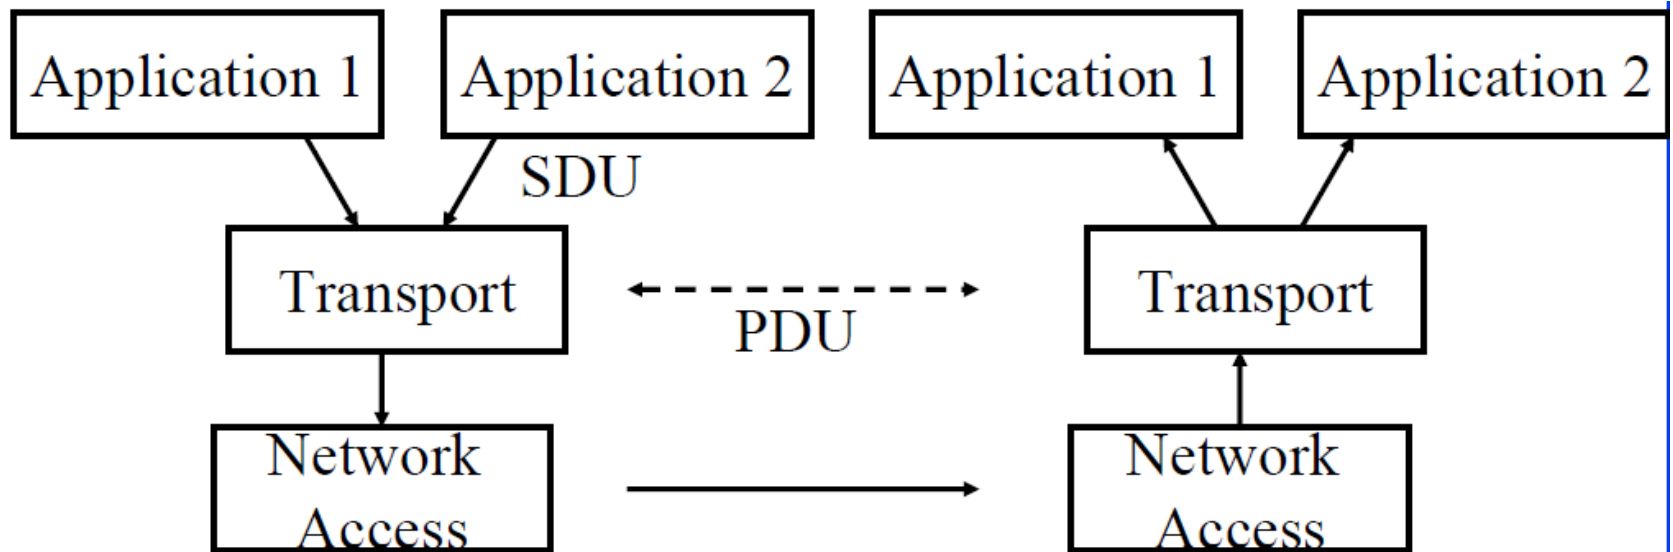 Application 1
Application 2
Application 1
Application 2
SDU
Transport
PDU
Transport
Network
Access
Network
Access